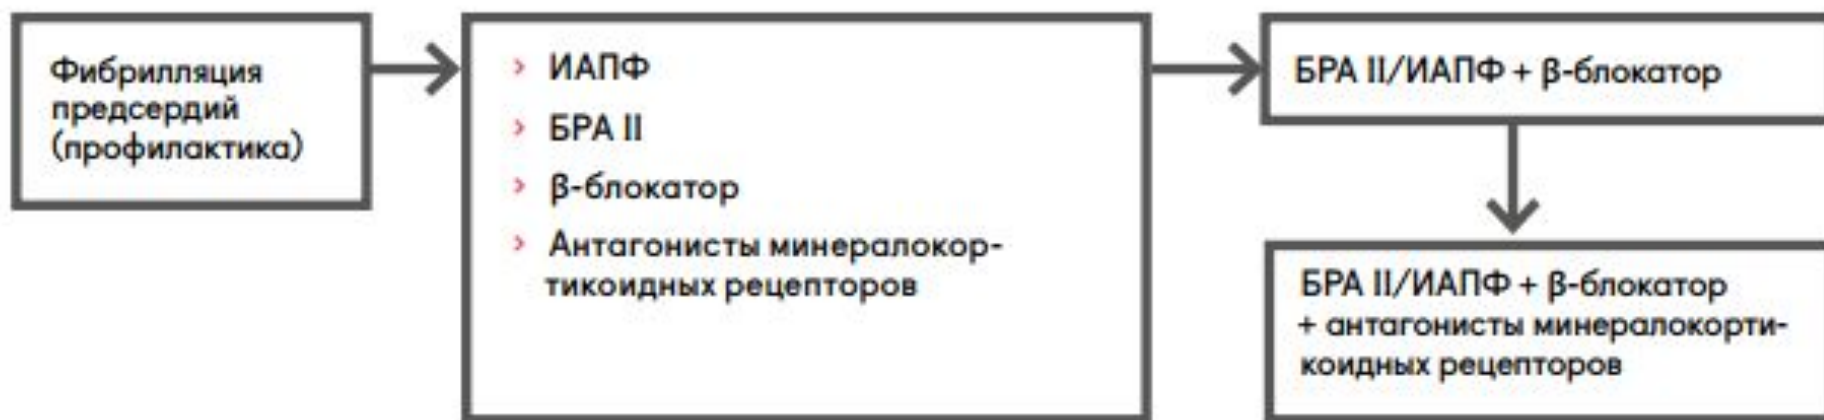 Фибрилляция
предсердий
(профилактика)
› ИАПФ
› БРА II
› β-блокатор
› Антагонисты минералокор-
тикоидных рецепторов
БРА II/ИАПФ + β-блокатор
БРА II/ИАПФ + β-блокатор
+ антагонисты минералокорти-
коидных рецепторов